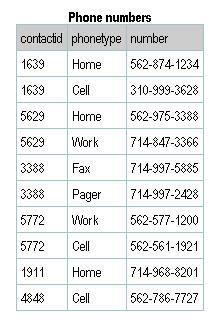 Phone numbers
contactid phonetype number
1639 Home 562-874-1234
1639 Cell 310-999-3628
5629 Home 562-975-3388
5629 Work 714-847-3366
3388 Fax 714-997-5885
3388 Pager 714-997-2428
5772 Work 562-577-1200
5772 Cell 562-561-1921
1911 Home 714-968-8201
4848 Cell 562-786-7727